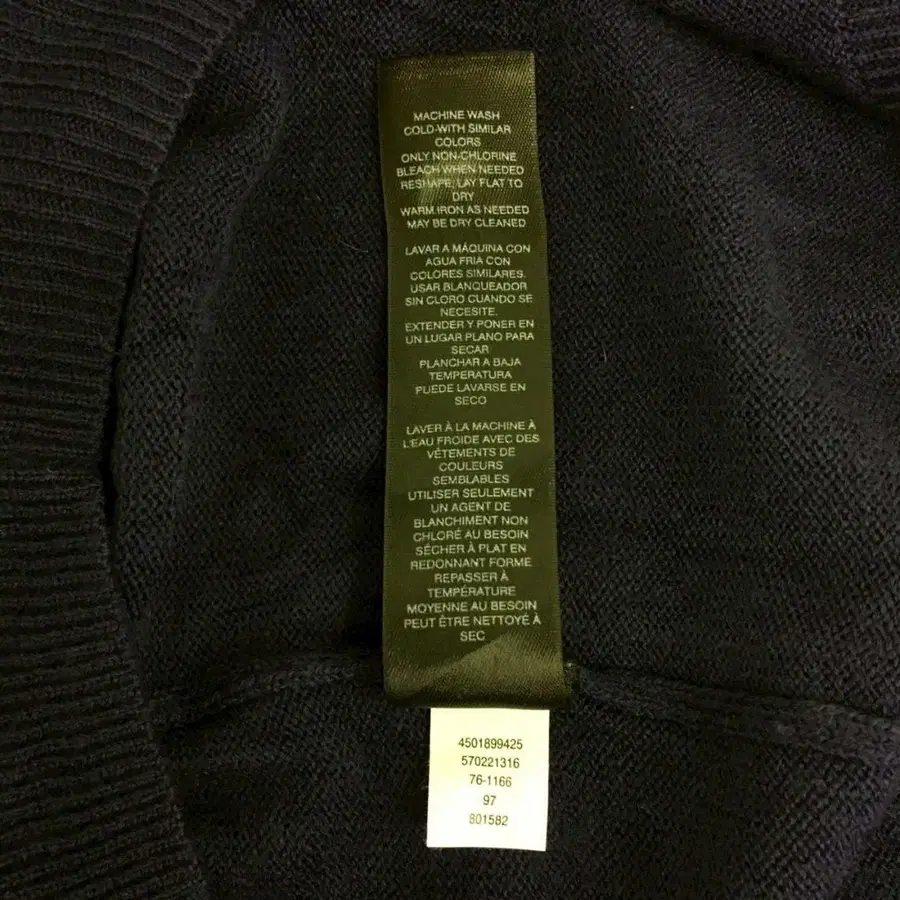 MACHINE WASH
COLD-WITH SIMILAR
COLORS
ONLY NON-CHLORINE
BLEACH WHEN NEEDED
RESHAPE, LAY FLAT TO
DRY
WARM IRON AS NEEDED
MAY BE DRY CLEANED
LAVAR A MÁQUINA CON
AGUA FRIA CON
COLORES SIMILARES.
USAR BLANQUEADOR
SIN CLORO CUANDO SE
NECESITE.
EXTENDER Y PONER EN
UN LUGAR PLANO PARA
SECAR
PLANCHAR A BAJA
TEMPERATURA
PUEDE LAVARSE EN
SECO
LAVER À LA MACHINE À
L'EAU FROIDE AVEC DES
VÊTEMENTS DE
COULEURS
SEMBLABLES
UTILISER SEULEMENT
UN AGENT DE
BLANCHIMENT NON
CHLORÉ AU BESOIN
SÉCHER À PLAT EN
REDONNANT FORME
REPASSER À
TEMPÉRATURE
MOYENNE AU BESOIN
PEUT ÊTRE NETTOYÉ À
SEC
4501899425
570221316
76-1166
97
801582